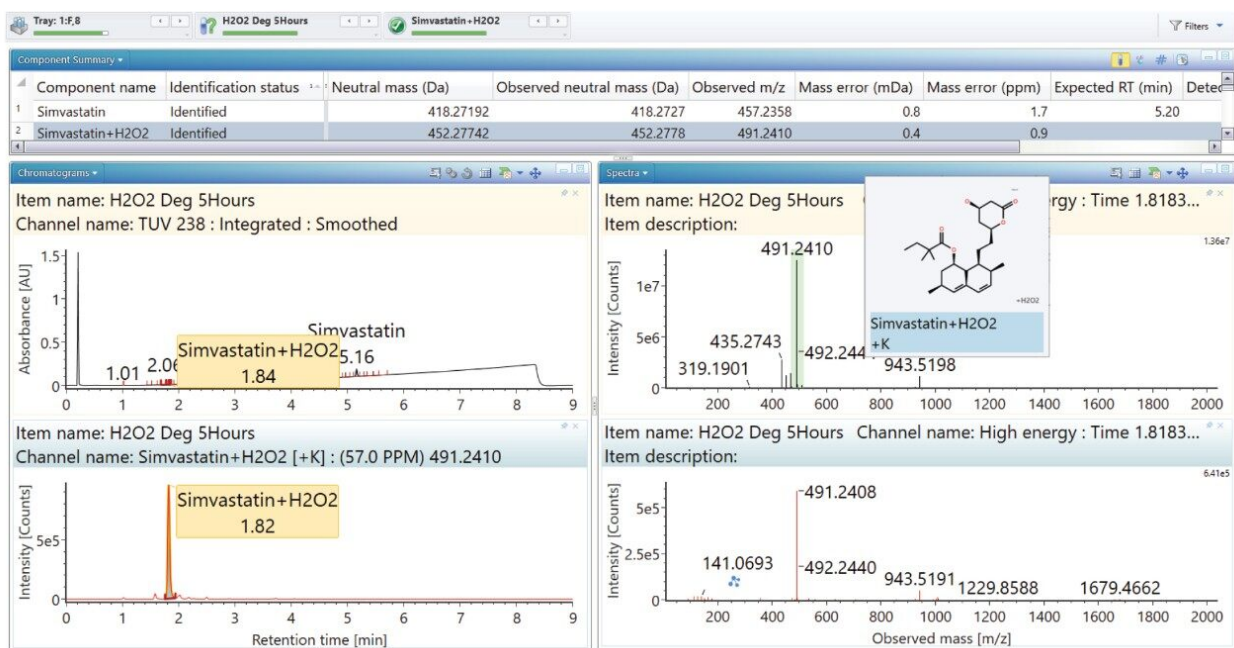 Tray: 1:F,8
H2O2 Deg 5Hours
Simvastatin+H2O2
Filters
Component Summary
Component name Identification status Neutral mass (Da) Observed neutral mass (Da) Observed m/z Mass error (mDa) Mass error (ppm) Expected RT (min) Detec
1 Simvastatin Identified 418.27192 418.2727 457.2358 0.8 1.7 5.20
2 Simvastatin+H2O2 Identified 452.27742 452.2778 491.2410 0.4 0.9
Chromatograms
Item name: H2O2 Deg 5Hours
Channel name: TUV 238 : Integrated : Smoothed
Absorbance [AU]
1.5
1
0.5
0
Simvastatin
5.16
1.01
2.06
Simvastatin+H2O2
1.84
0 1 2 3 4 5 6 7 8 9
Item name: H2O2 Deg 5Hours
Channel name: Simvastatin+H2O2 [+K] : (57.0 PPM) 491.2410
Intensity [Counts]
5e5
0
Simvastatin+H2O2
1.82
0 1 2 3 4 5 6 7 8 9
Retention time [min]
Spectra
Item name: H2O2 Deg 5Hours
rgy : Time 1.8183...
Item description:
1.36e7
Intensity [Counts]
1e7
5e6
0
491.2410
435.2743
492.244
319.1901
943.5198
O
O
O
O
O
+H2O2
Simvastatin+H2O2
+K
200 400 600 800 1000 1200 1400 1600 1800 2000
Item name: H2O2 Deg 5Hours Channel name: High energy : Time 1.8183...
Item description:
6.41e5
Intensity [Counts]
5e5
2.5e5
0
491.2408
141.0693
492.2440
943.5191
1229.8588
1679.4662
200 400 600 800 1000 1200 1400 1600 1800 2000
Observed mass [m/z]